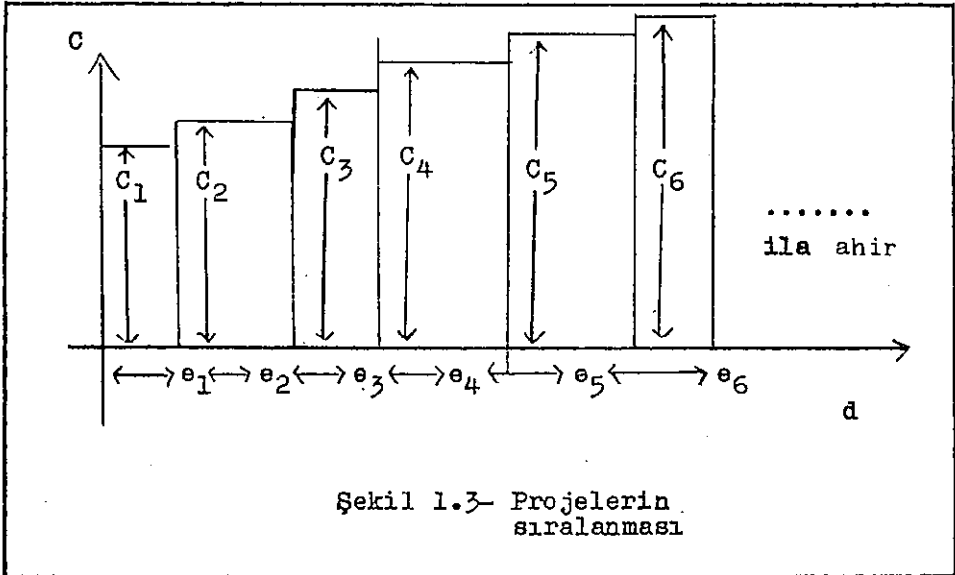 C
C₁ C₂ C₃ C₄ C₅ C₆
.......
ila ahir
e₁ e₂ e₃ e₄ e₅ e₆
d
Şekil 1.3- Projelerin
sıralanması